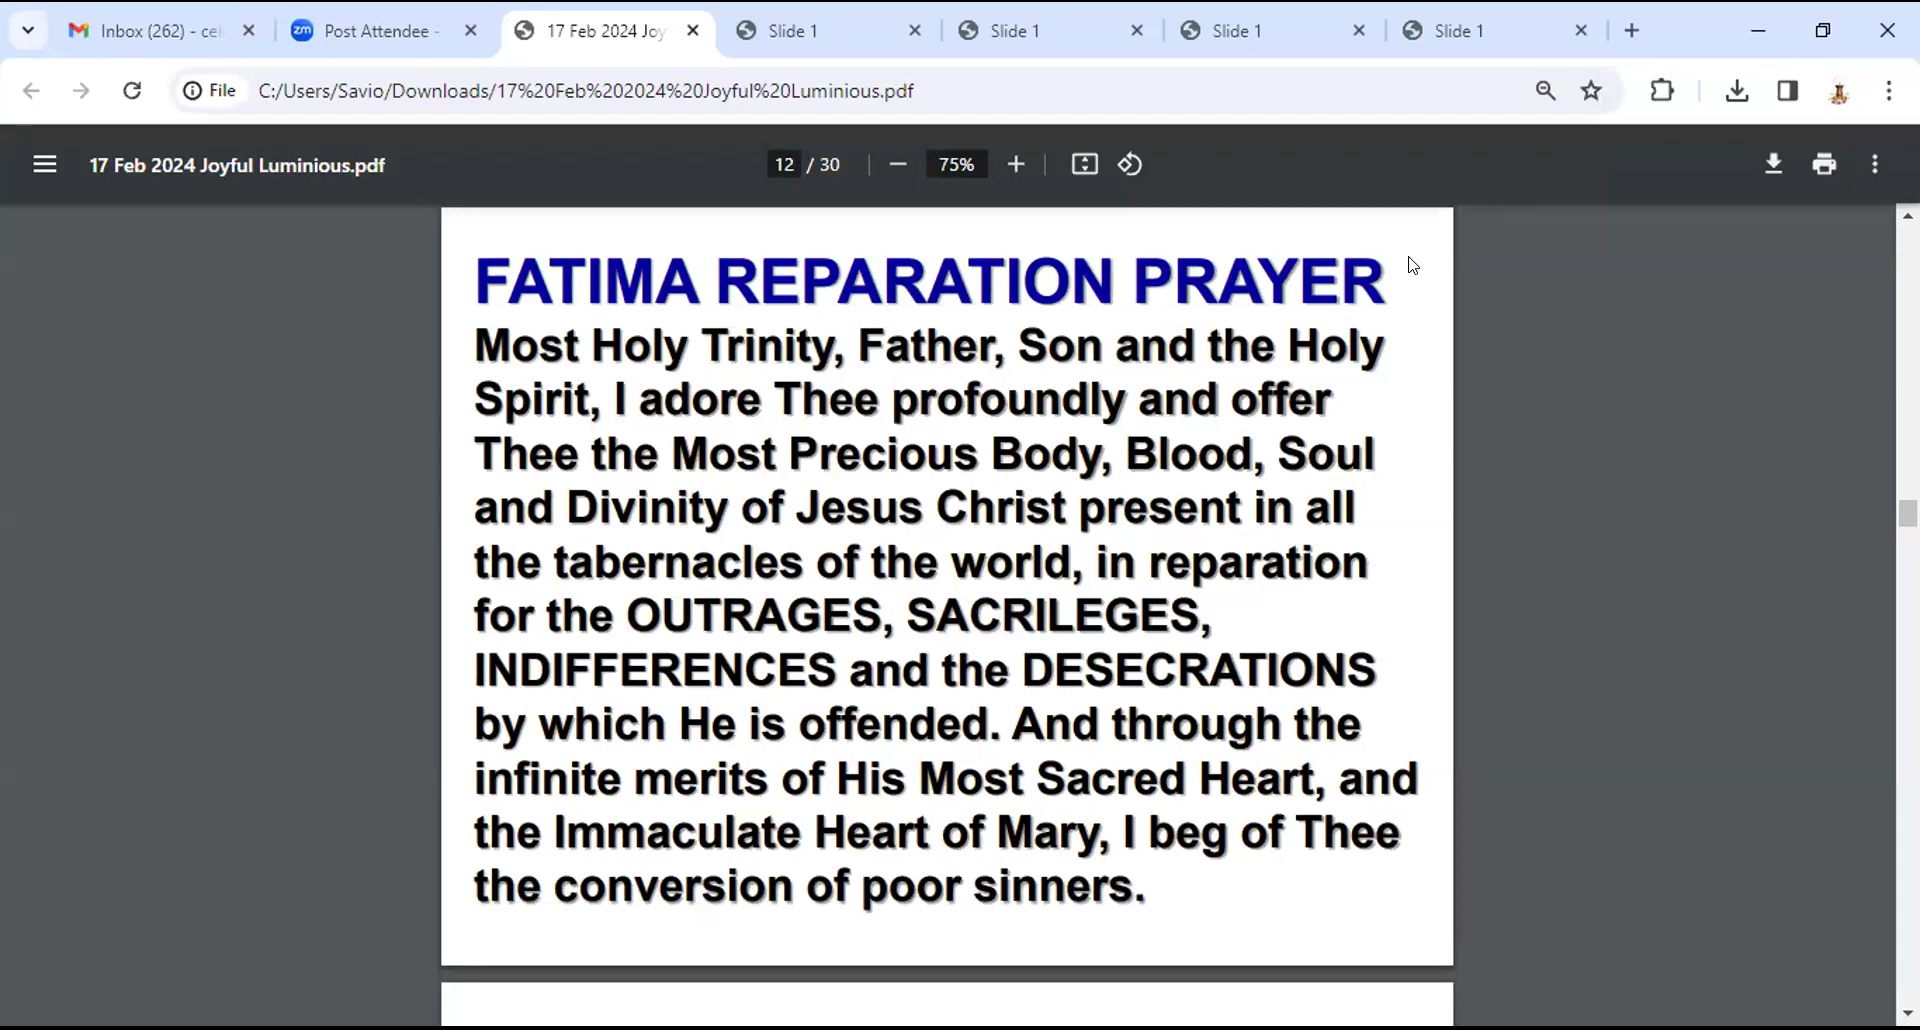 Inbox (262) - cel
Post Attendee -
17 Feb 2024 Joy
Slide 1
Slide 1
Slide 1
Slide 1
File
C:/Users/Savio/Downloads/17%20Feb%202024%20Joyful%20Luminious.pdf
17 Feb 2024 Joyful Luminious.pdf
12 / 30
75%
FATIMA REPARATION PRAYER
Most Holy Trinity, Father, Son and the Holy
Spirit, I adore Thee profoundly and offer
Thee the Most Precious Body, Blood, Soul
and Divinity of Jesus Christ present in all
the tabernacles of the world, in reparation
for the OUTRAGES, SACRILEGES,
INDIFFERENCES and the DESECRATIONS
by which He is offended. And through the
infinite merits of His Most Sacred Heart, and
the Immaculate Heart of Mary, I beg of Thee
the conversion of poor sinners.